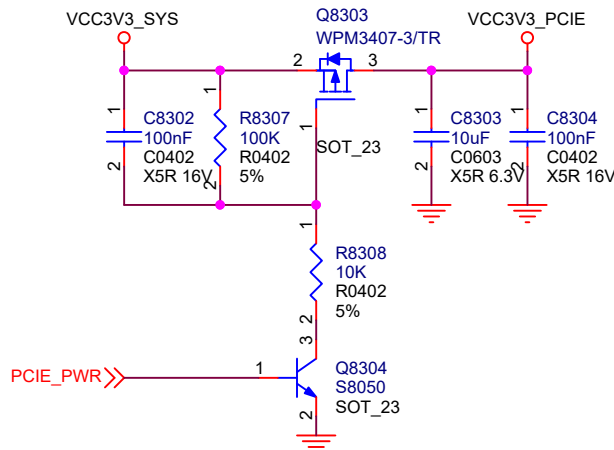 VCC3V3_SYS
Q8303
WPM3407-3/TR
VCC3V3_PCIE
2
3
1
C8302
100nF
C0402
X5R 16V
2
1
R8307
100K
R0402
5%
2
1
SOT_23
1
C8303
10uF
C0603
X5R 6.3V
2
1
C8304
100nF
C0402
X5R 16V
2
1
R8308
10K
R0402
5%
2
3
PCIE_PWR
1
Q8304
S8050
SOT_23
2